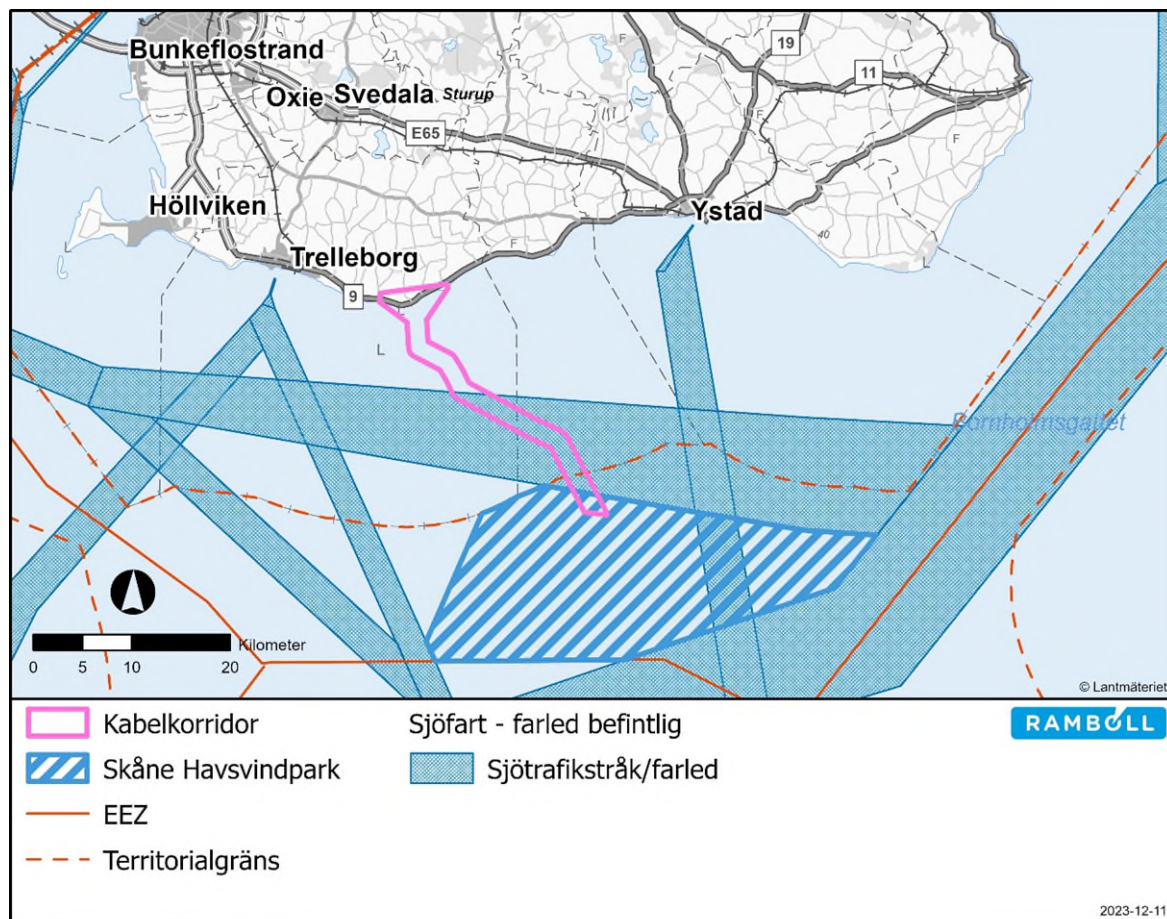 Bunkeflostrand
19
11
F
Oxie
Svedala
Sturup
E65
F
F
Höllviken
Ystad
L
Trelleborg
F
40
L
9
L
L
Bornholmsgattet
Kilometer
0 5 10 20
© Lantmäteriet
Kabelkorridor
Sjöfart - farled befintlig
RAMBOLL
Skåne Havsvindpark
Sjötrafikstråk/farled
EEZ
Territorialgräns
2023-12-11